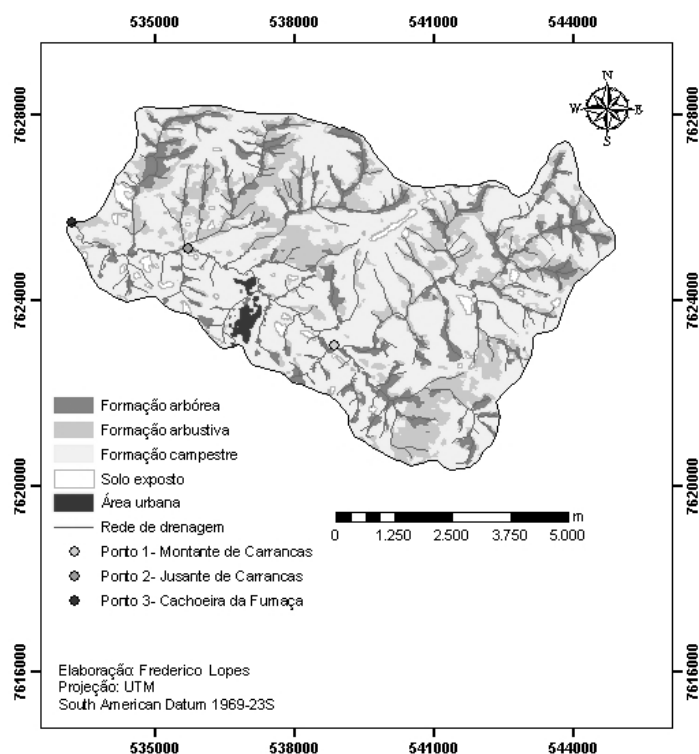 535000 538000 541000 544000
N
W E
S
7628000 7628000
7624000 7624000
Formação arbórea
Formação arbustiva
Formação campestre
Solo exposto
Área urbana
Rede de drenagem
Ponto 1- Montante de Carrancas
Ponto 2- Jusante de Carrancas
Ponto 3- Cachoeira da Fumaça
7620000 7620000
m
0 1.250 2.500 3.750 5.000
7616000 7616000
Elaboração: Frederico Lopes
Projeção: UTM
South American Datum 1969-23S
535000 538000 541000 544000